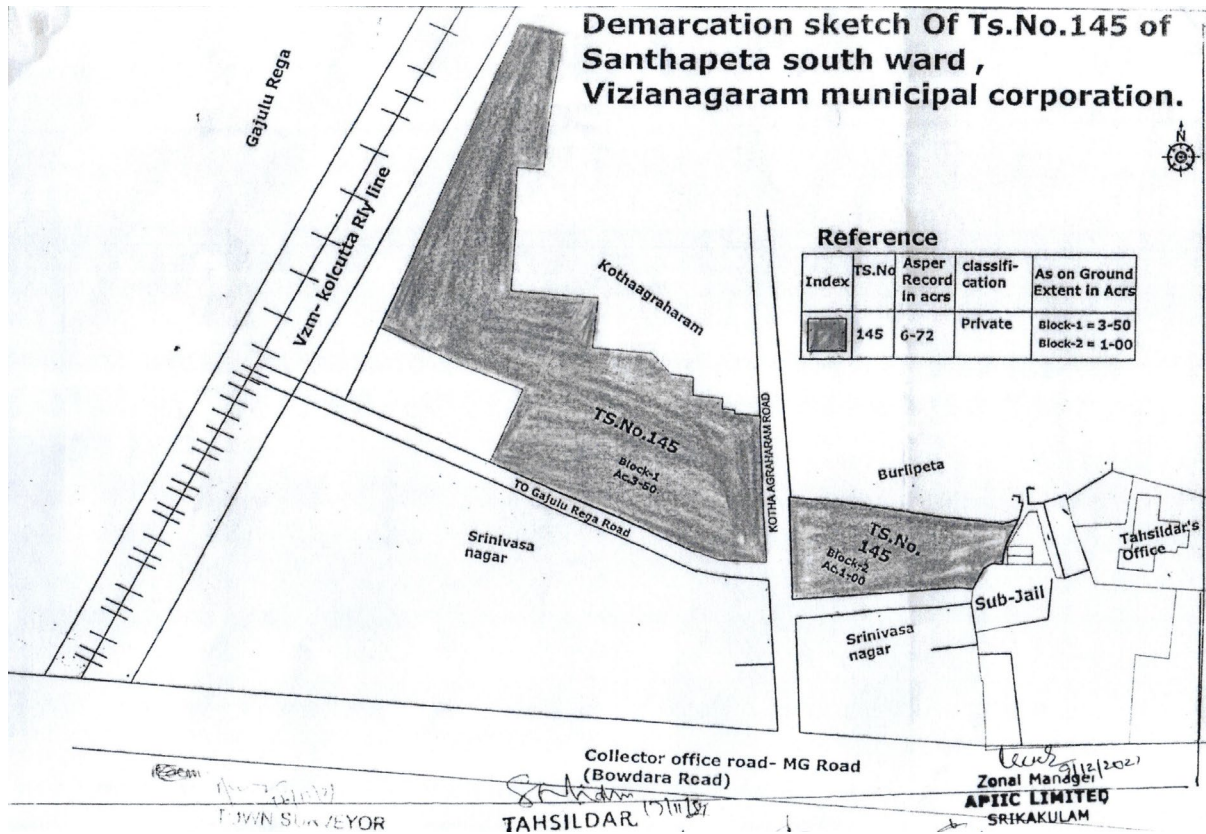 Demarcation sketch Of Ts.No.145 of
Santhapeta south ward ,
Vizianagaram municipal corporation.
N
Gajulu Rega
Vzm- kolcutta Rly line
Kothaagraharam
Reference
Index
TS.No
Asper
Record
in acrs
classifi-
cation
As on Ground
Extent in Acrs
145
6-72
Private
Block-1 = 3-50
Block-2 = 1-00
TS.No.145
Block-1
Ac.3-50
KOTHA AGRAHARAM ROAD
TO Gajulu Rega Road
Burlipeta
TS.No.
145
Block-2
Ac.1-00
Tahsildar's
Office
Sub-Jail
Srinivasa
nagar
Srinivasa
nagar
Collector office road- MG Road
(Bowdara Road)
TOWN SURVEYOR
TAHSILDAR
9/12/2021
Zonal Manager
APIIC LIMITED
SRIKAKULAM